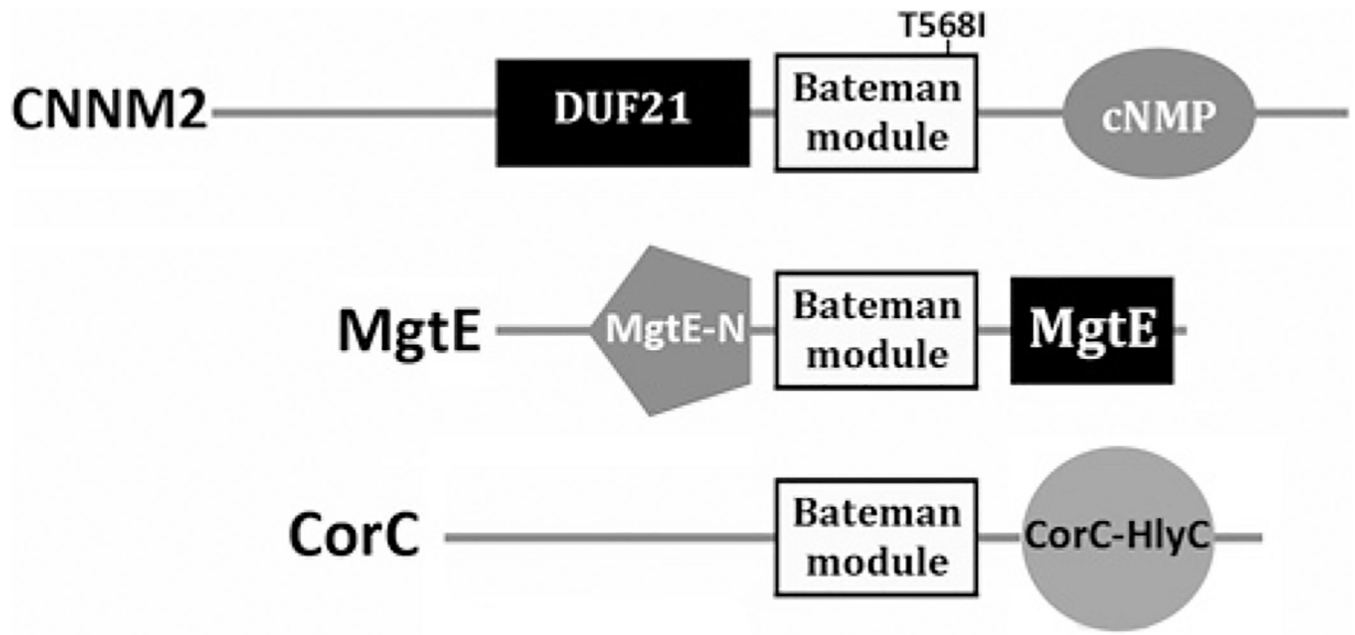 T568I
CNNM2
DUF21
Bateman
module
cNMP
MgtE
MgtE-N
Bateman
module
MgtE
CorC
Bateman
module
CorC-HlyC